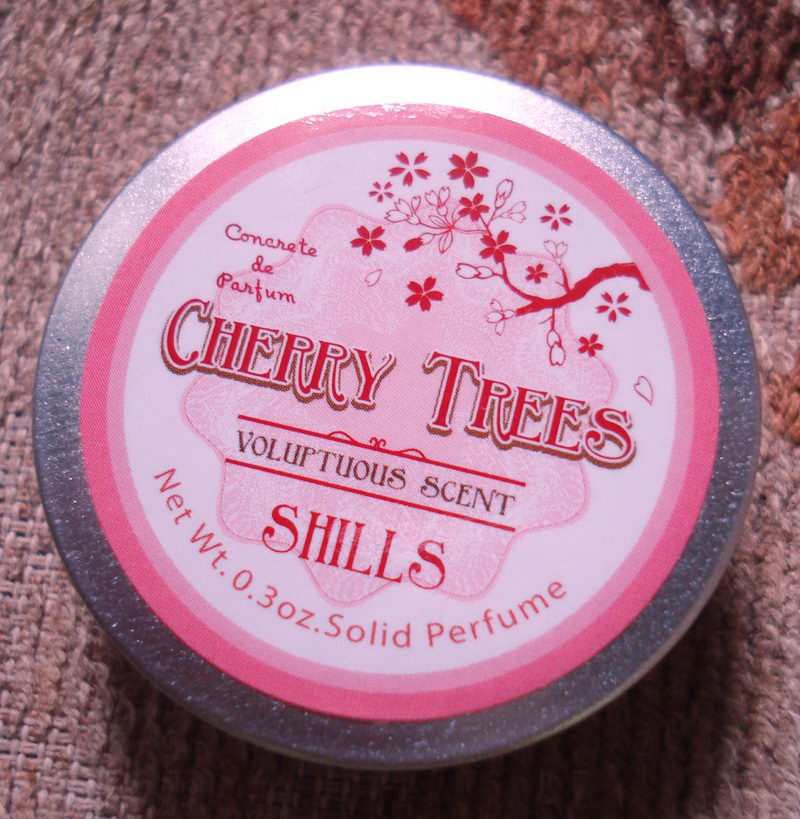 Concrete
de
Parfum
CHERRY TREES
VOLUPTUOUS SCENT
SHILLS
Net Wt. 0.3oz. Solid Perfume